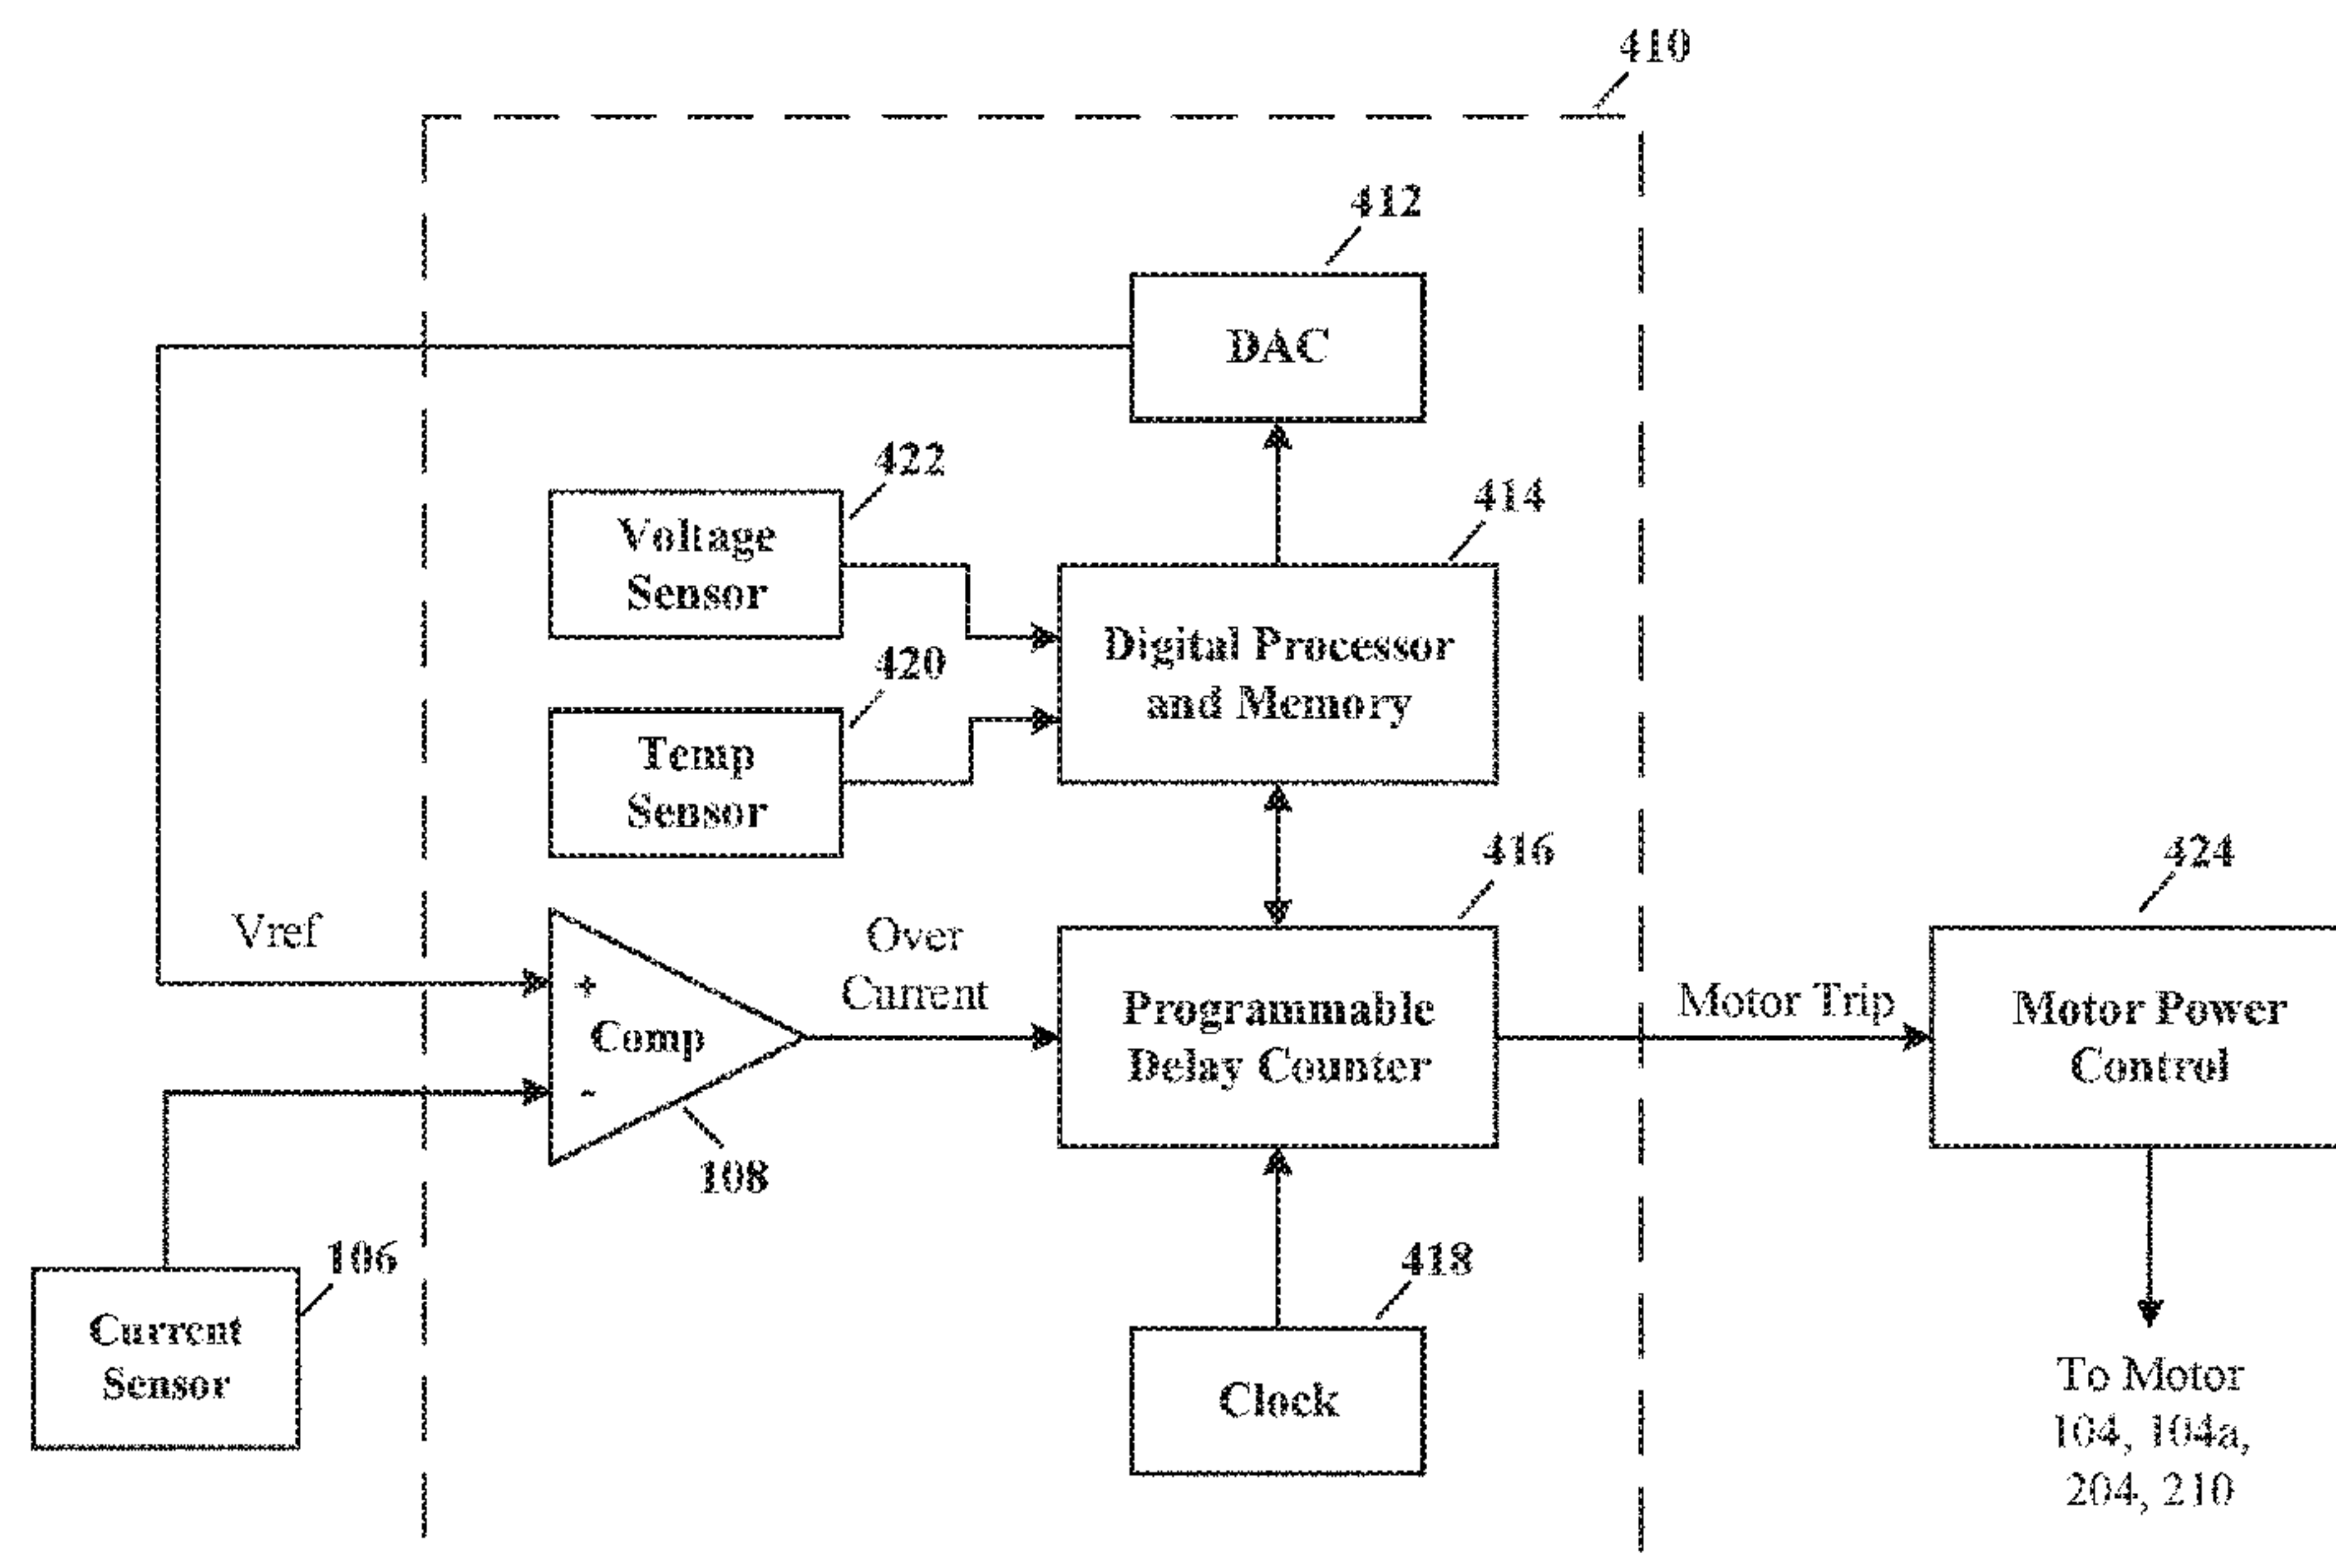 410
412
DAC
422
Voltage
Sensor
414
Digital Processor
and Memory
420
Temp
Sensor
416
424
Vref
+
Comp
-
108
Over
Current
Programmable
Delay Counter
Motor Trip
Motor Power
Control
106
Current
Sensor
418
Clock
To Motor
104, 104a,
204, 210